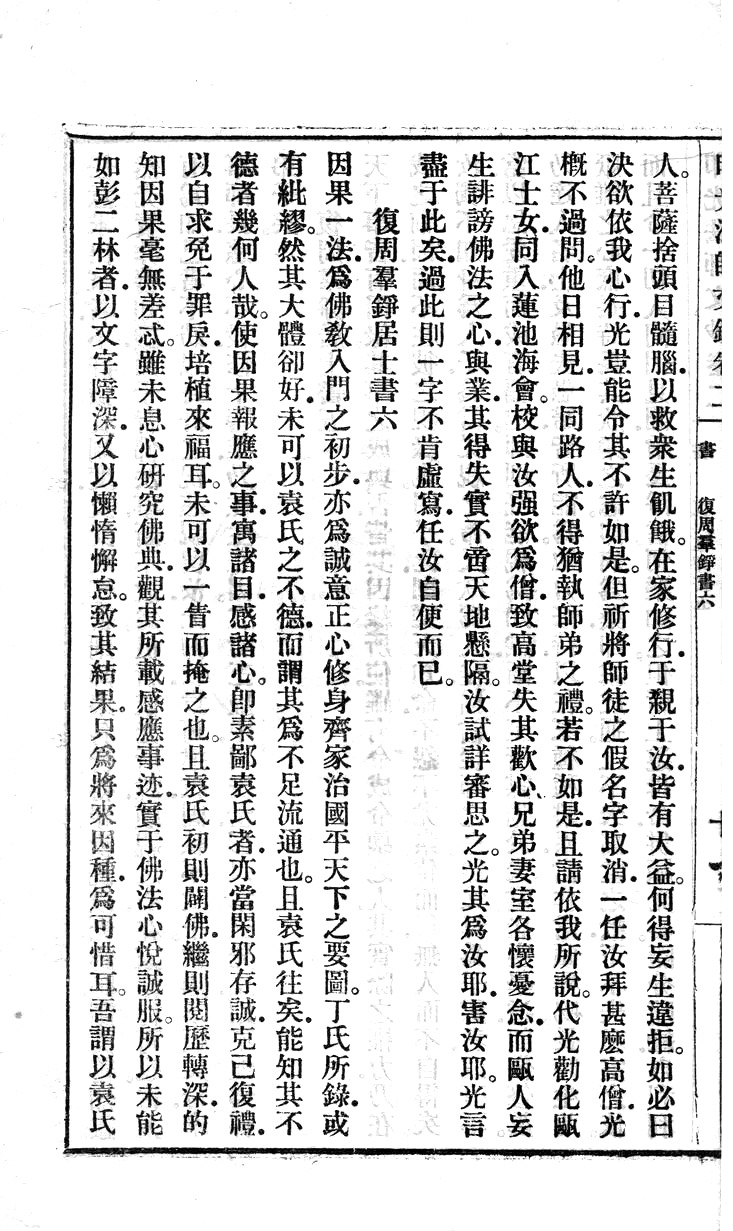 書　復周羣錚書六
人。菩薩捨頭目髓腦.以救衆生飢餓。在家修行.于親于汝.皆有大益。何得妄生違拒。如必曰
決欲依我心行.光豈能令其不許如是。但祈將師徒之假名字取消.一任汝拜甚麽高僧.光
槪不過問。他日相見.一同路人.不得猶執師弟之禮。若不如是.且請依我所說。代光勸化甌
江士女.同入蓮池海會。校與汝强欲爲僧.致高堂失其歡心.兄弟妻室各懷憂念.而甌人妄
生誹謗佛法之心.與業.其得失實不啻天地懸隔。汝試詳審思之。光其爲汝耶.害汝耶。光言
盡于此矣.過此則一字不肯虛寫.任汝自便而已。
復周羣錚居士書六
因果一法.爲佛敎入門之初步.亦爲誠意正心修身齊家治國平天下之要圖。丁氏所錄.或
有紕繆。然其大體卻好.未可以袁氏之不德.而謂其爲不足流通也。且袁氏往矣.能知其不
德者幾何人哉。使因果報應之事.寓諸目.感諸心.卽素鄙袁氏者.亦當閑邪存誠.克己復禮.
以自求免于罪戾.培植來福耳。未可以一眚而掩之也。且袁氏初則闢佛.繼則閱歷轉深.的
知因果毫無差忒。雖未息心硏究佛典.觀其所載感應事迹.實于佛法心悅誠服。所以未能
如彭二林者.以文字障深.又以懶惰懈怠。致其結果.只爲將來因種.爲可惜耳。吾謂以袁氏